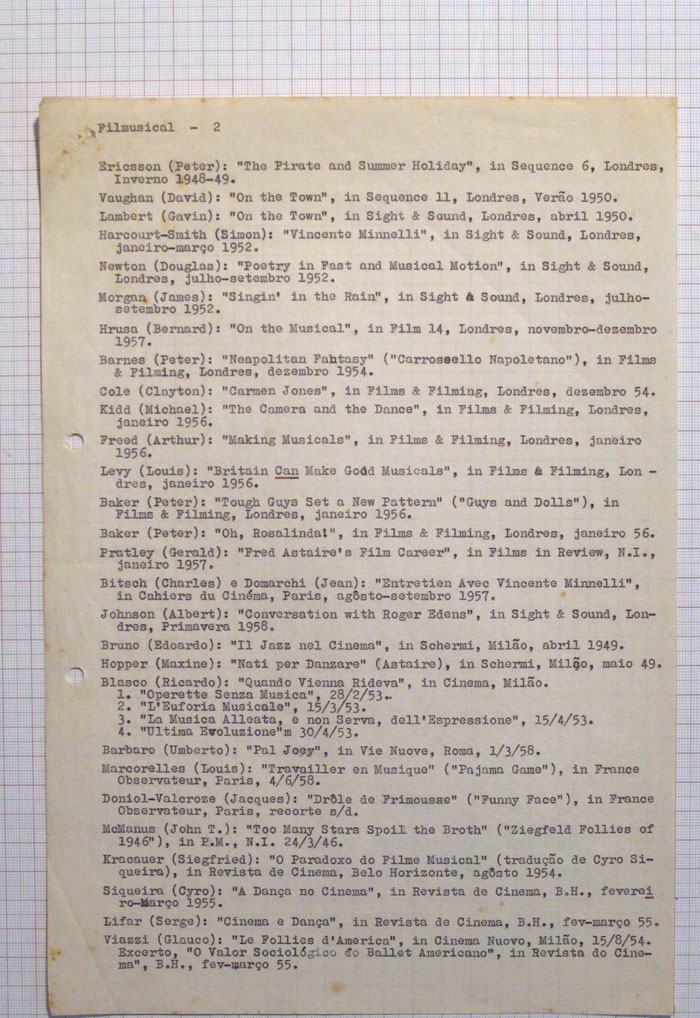 Filmusical - 2
Ericsson (Peter): "The Pirate and Summer Holiday", in Sequence 6, Londres,
Inverno 1948-49.
Vaughan (David): "On the Town", in Sequence 11, Londres, Verão 1950.
Lambert (Gavin): "On the Town", in Sight & Sound, Londres, abril 1950.
Harcourt-Smith (Simon): "Vincente Minnelli", in Sight & Sound, Londres,
janeiro-março 1952.
Newton (Douglas): "Poetry in Fast and Musical Motion", in Sight & Sound,
Londres, julho-setembro 1952.
Morgan (James): "Singin' in the Rain", in Sight & Sound, Londres, julho-
setembro 1952.
Hrusa (Bernard): "On the Musical", in Film 14, Londres, novembro-dezembro
1957.
Barnes (Peter): "Neapolitan Fantasy" ("Carrossello Napoletano"), in Films
& Filming, Londres, dezembro 1954.
Cole (Clayton): "Carmen Jones", in Films & Filming, Londres, dezembro 54.
Kidd (Michael): "The Camera and the Dance", in Films & Filming, Londres,
janeiro 1956.
Freed (Arthur): "Making Musicals", in Films & Filming, Londres, janeiro
1956.
Levy (Louis): "Britain Can Make Good Musicals", in Films & Filming, Lon -
dres, janeiro 1956.
Baker (Peter): "Tough Guys Set a New Pattern" ("Guys and Dolls"), in
Films & Filming, Londres, janeiro 1956.
Baker (Peter): "Oh, Rosalinda!", in Films & Filming, Londres, janeiro 56.
Pratley (Gerald): "Fred Astaire's Film Career", in Films in Review, N.I.,
janeiro 1957.
Bitsch (Charles) e Domarchi (Jean): "Entretien Avec Vincente Minnelli",
in Cahiers du Cinéma, Paris, agôsto-setembro 1957.
Johnson (Albert): "Conversation with Roger Edens", in Sight & Sound, Lon-
dres, Primavera 1958.
Bruno (Edoardo): "Il Jazz nel Cinema", in Schermi, Milão, abril 1949.
Hopper (Maxine): "Nati per Danzare" (Astaire), in Schermi, Milão, maio 49.
Blasco (Ricardo): "Quando Vienna Rideva", in Cinema, Milão.
1. "Operette Senza Musica", 28/2/53.
2. "L'Euforia Musicale", 15/3/53.
3. "La Musica Alleata, e non Serva, dell'Espressione", 15/4/53.
4. "Ultima Evoluzione"m 30/4/53.
Barbaro (Umberto): "Pal Joey", in Vie Nuove, Roma, 1/3/58.
Marcorelles (Louis): "Travailler en Musique" ("Pajama Game"), in France
Observateur, Paris, 4/6/58.
Doniol-Valcroze (Jacques): "Drôle de Frimousse" ("Funny Face"), in France
Observateur, Paris, recorte s/d.
McManus (John T.): "Too Many Stars Spoil the Broth" ("Ziegfeld Follies of
1946"), in P.M., N.I. 24/3/46.
Kracauer (Siegfried): "O Paradoxo do Filme Musical" (tradução de Cyro Si-
queira), in Revista de Cinema, Belo Horizonte, agôsto 1954.
Siqueira (Cyro): "A Dança no Cinema", in Revista de Cinema, B.H., feverei
ro-Março 1955.
Lifar (Serge): "Cinema e Dança", in Revista de Cinema, B.H., fev-março 55.
Viazzi (Glauco): "Le Follies d'America", in Cinema Nuovo, Milão, 15/8/54.
Excerto, "O Valor Sociológico do Ballet Americano", in Revista do Cine-
ma", B.H., fev-março 55.